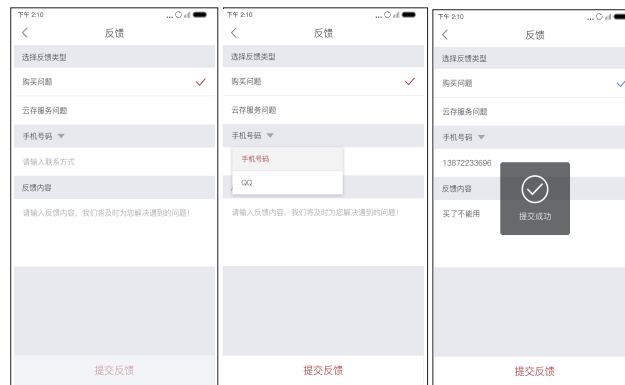 下午 2:10
反馈
选择反馈类型
购买问题
云存服务问题
手机号码
请输入联系方式
反馈内容
请输入反馈内容,我们将及时为您解决遇到的问题!
提交反馈
下午 2:10
反馈
选择反馈类型
购买问题
云存服务问题
手机号码
手机号码
QQ
请输入反馈内容,我们将及时为您解决遇到的问题!
提交反馈
下午 2:10
反馈
选择反馈类型
购买问题
云存服务问题
手机号码
13872233696
反馈内容
买了不能用
提交成功
提交反馈